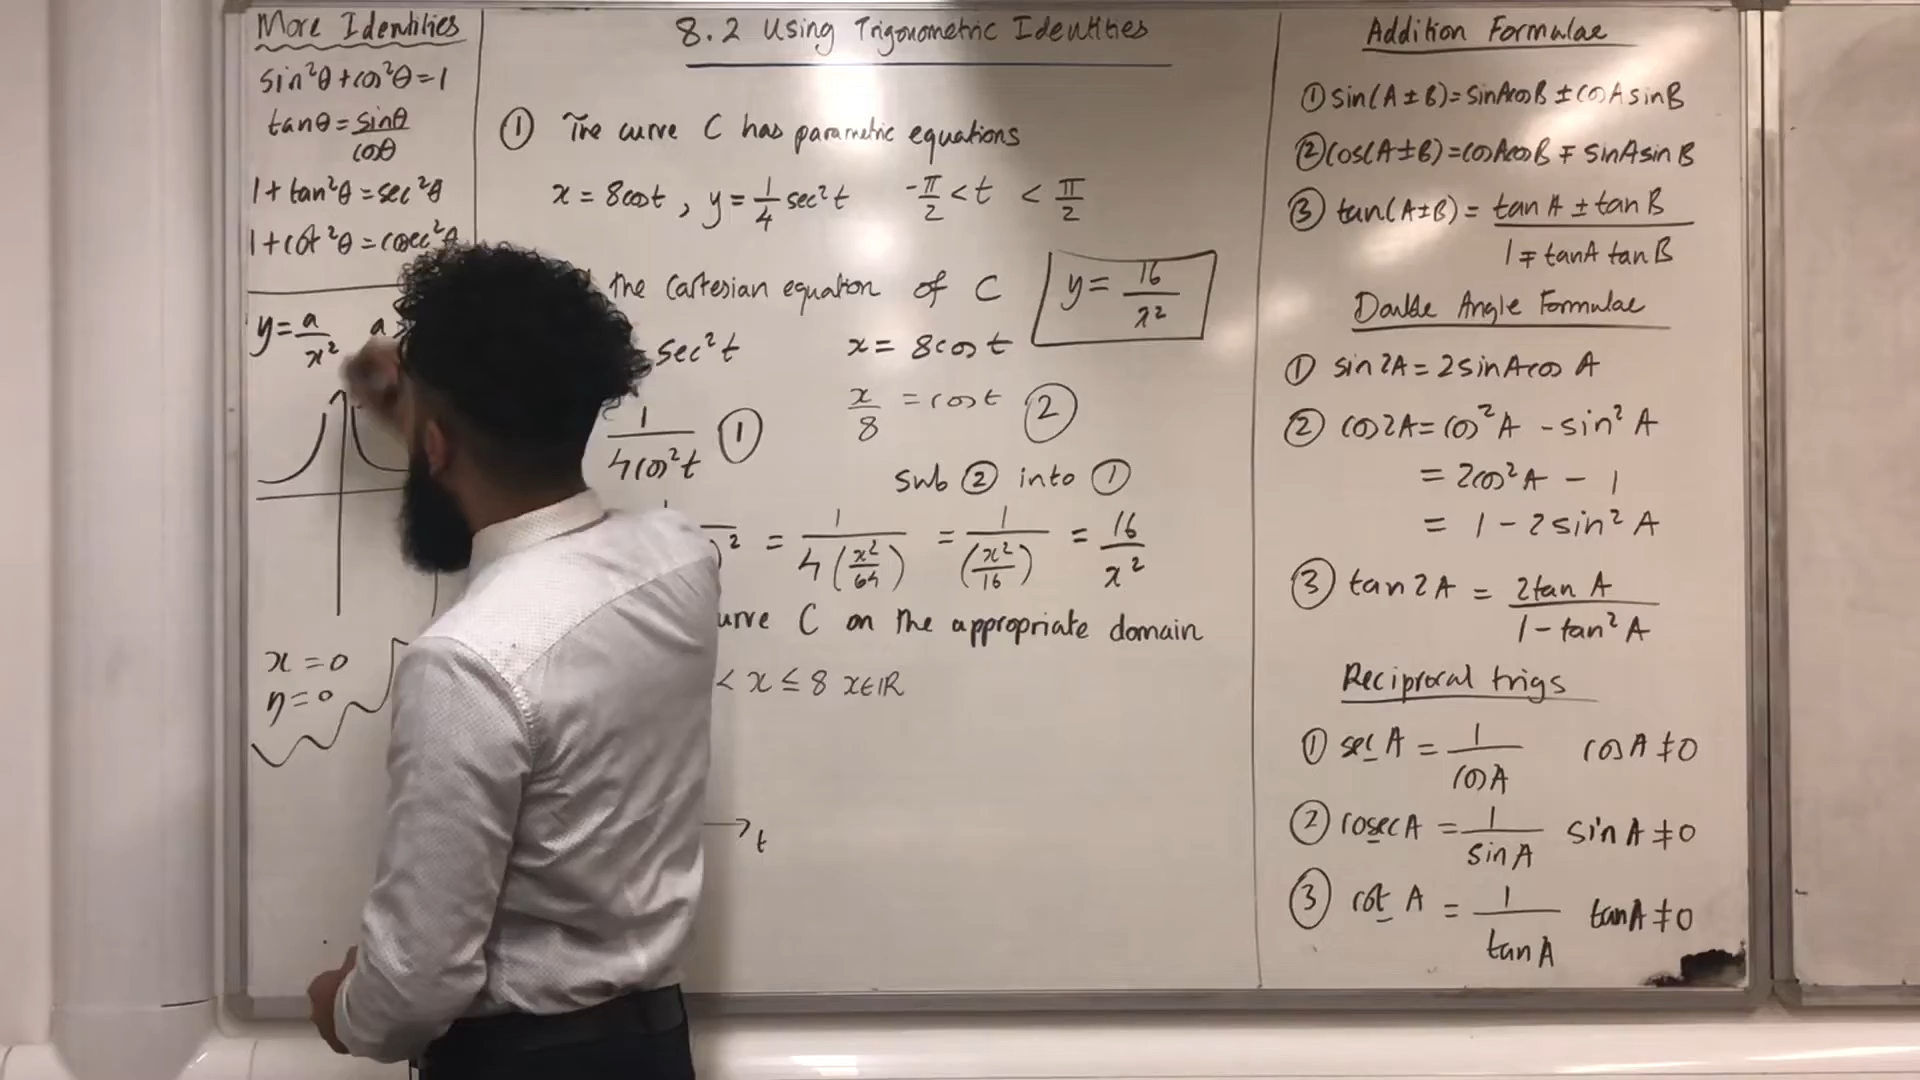 More Identities
sin²θ+cos²θ=1
tanθ=sinθ/cosθ
1+tan²θ=sec²θ
1+cot²θ=cosec²θ
y=a/x² a>
x=0
y=0
8.2 Using Trigonometric Identities
① The curve C has parametric equations
x = 8cost, y = 1/4 sec²t -π/2 < t < π/2
the Cartesian equation of C y = 16/x²
sec²t x = 8cos t
1/4cos²t ① x/8 = cost ②
sub ② into ①
² = 1/4(x²/64) = 1/(x²/16) = 16/x²
C on the appropriate domain
< x ≤ 8 x∈ℝ
t
Addition Formulae
① sin(A±B)=sinAcosB ± cosAsinB
② cos(A±B)=cosAcosB ∓ sinAsinB
③ tan(A±B) = tanA ± tanB / 1 ∓ tanA tanB
Double Angle Formulae
① sin2A = 2sinAcosA
② cos2A = cos²A - sin²A
= 2cos²A - 1
= 1 - 2sin²A
③ tan2A = 2tanA / 1 - tan²A
Reciprocal trigs
① secA = 1/cosA cosA≠0
② cosecA = 1/sinA sinA≠0
③ cotA = 1/tanA tanA≠0